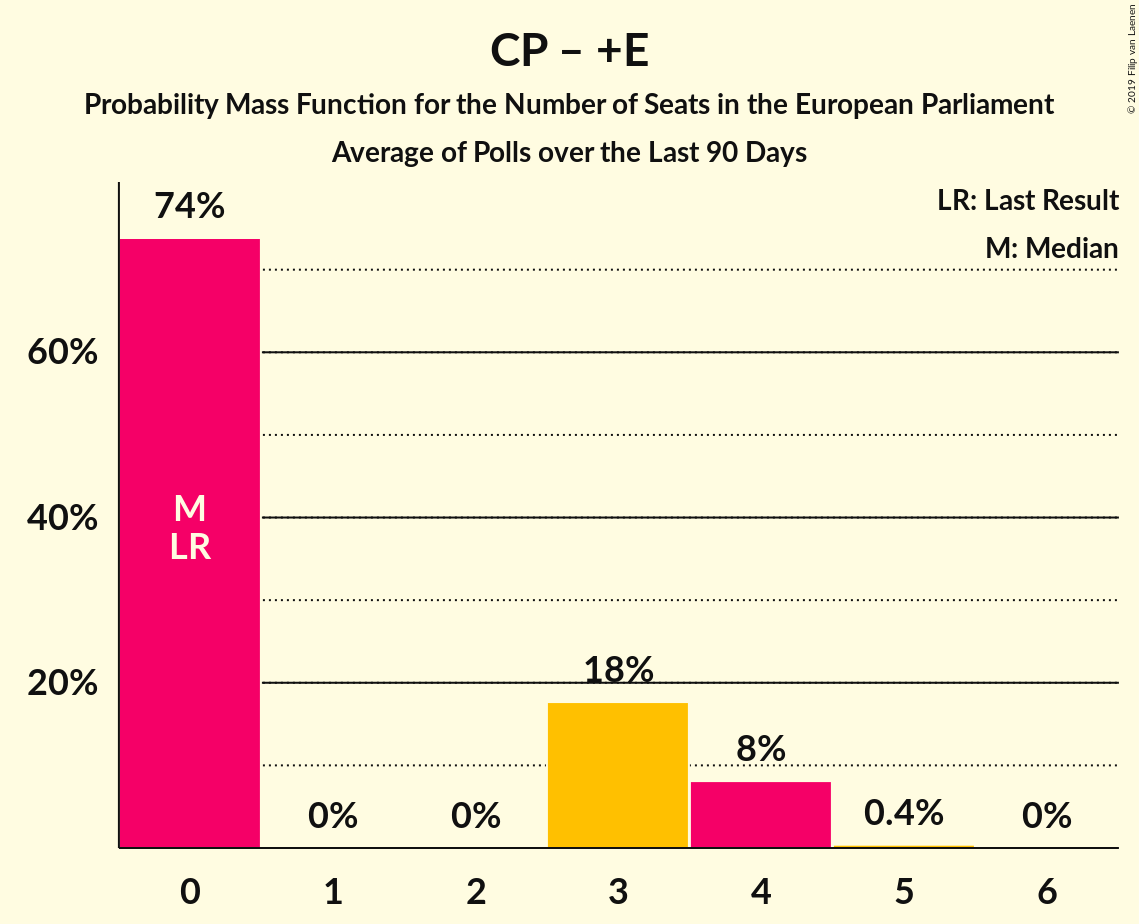 CP – +E
Probability Mass Function for the Number of Seats in the European Parliament
Average of Polls over the Last 90 Days
© 2019 Filip van Laenen
LR: Last Result
M: Median
74%
60%
40%
20%
M
LR
0%
0%
18%
8%
0.4%
0%
0 1 2 3 4 5 6